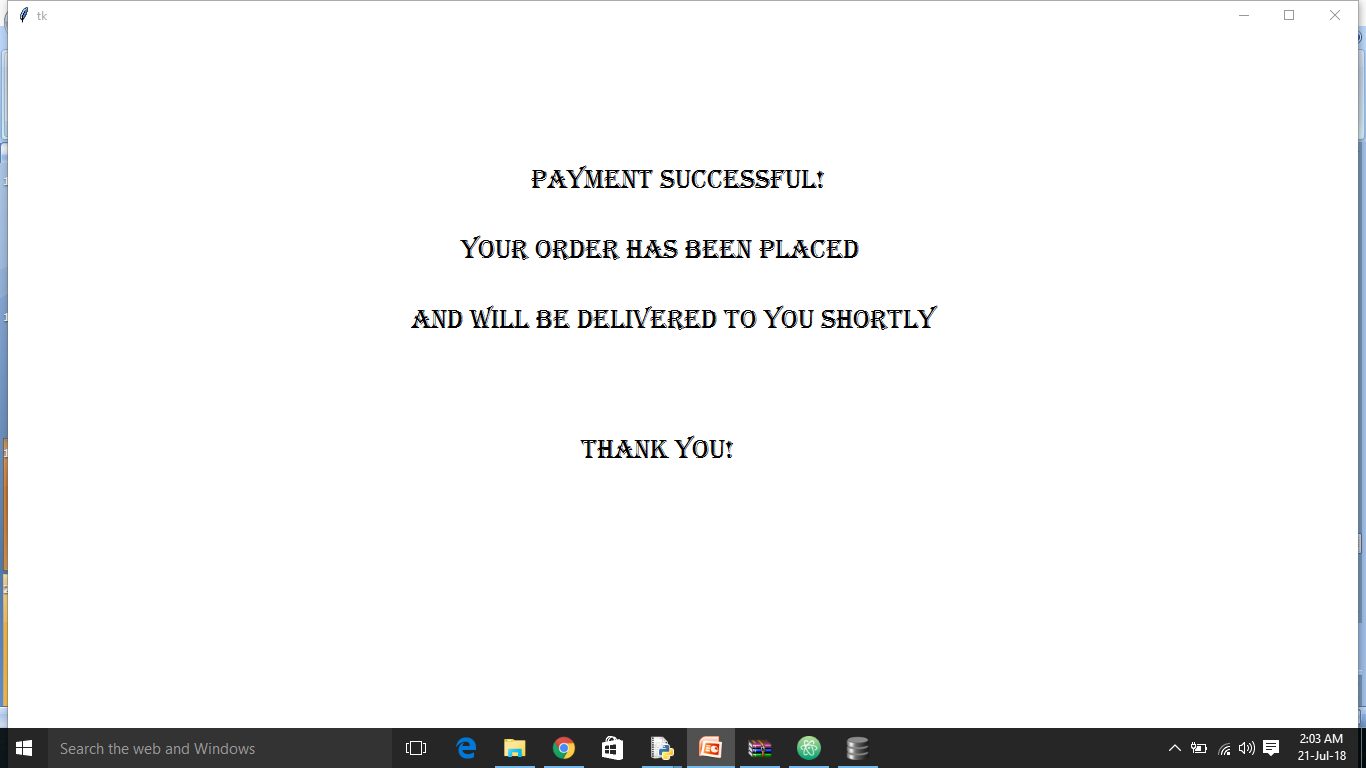 tk
PAYMENT SUCCESSFUL!
YOUR ORDER HAS BEEN PLACED
AND WILL BE DELIVERED TO YOU SHORTLY
THANK YOU!
Search the web and Windows
2:03 AM
21-Jul-18